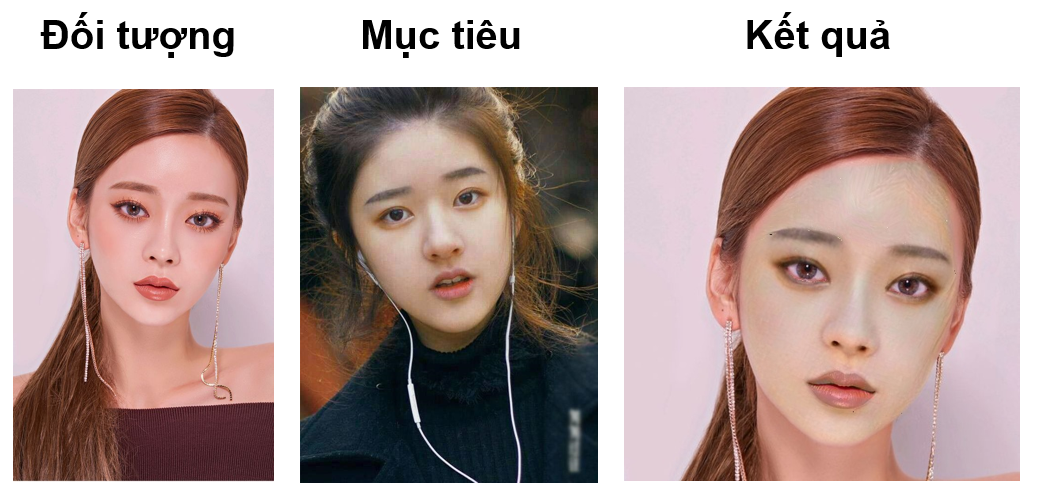 Đối tượng
Mục tiêu
Kết quả